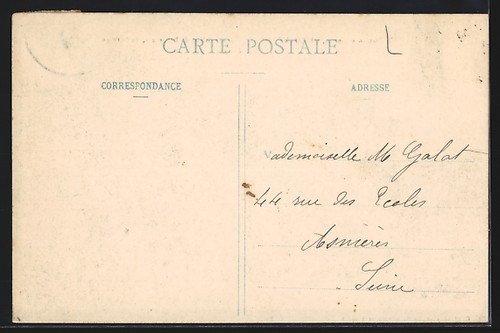 CARTE POSTALE
CORRESPONDANCE
ADRESSE
Mademoiselle M Galat
44 rue des Ecoles
Asnières
Seine